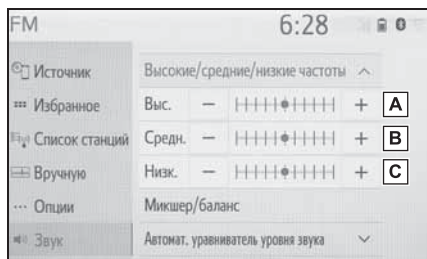 FM 6:28
Источник
Избранное
Список станций
Вручную
Опции
Звук
Высокие/средние/низкие частоты
Выс. − + A
Средн. − + B
Низк. − + C
Микшер/баланс
Автомат. уравниватель уровня звука